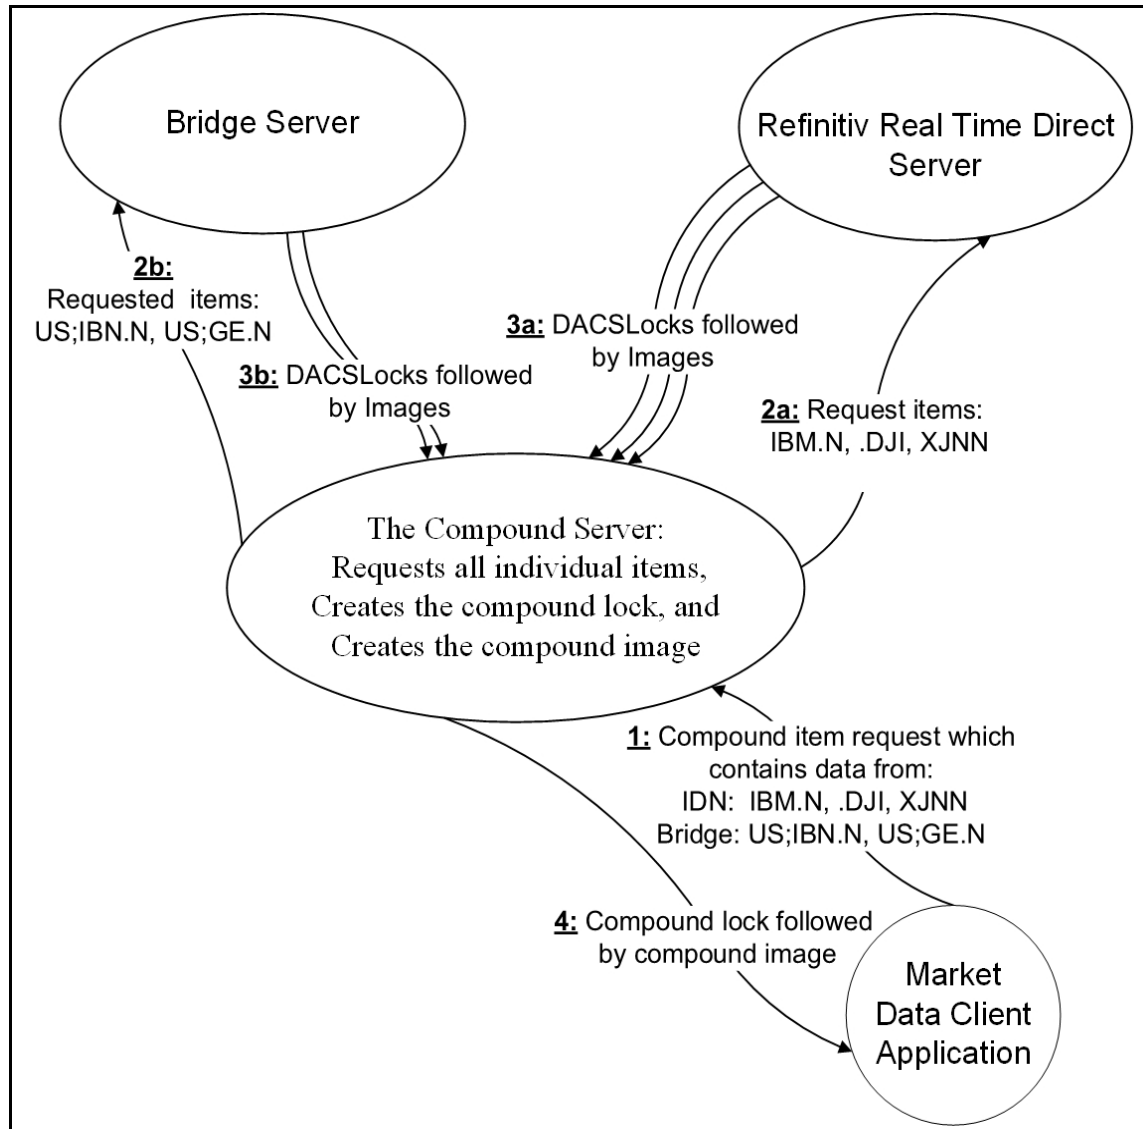 Bridge Server
Refinitiv Real Time Direct
Server
2b:
Requested items:
US;IBN.N, US;GE.N
3b: DACSLocks followed
by Images
3a: DACSLocks followed
by Images
2a: Request items:
IBM.N, .DJI, XJNN
The Compound Server:
Requests all individual items,
Creates the compound lock, and
Creates the compound image
1: Compound item request which
contains data from:
IDN: IBM.N, .DJI, XJNN
Bridge: US;IBN.N, US;GE.N
4: Compound lock followed
by compound image
Market
Data Client
Application